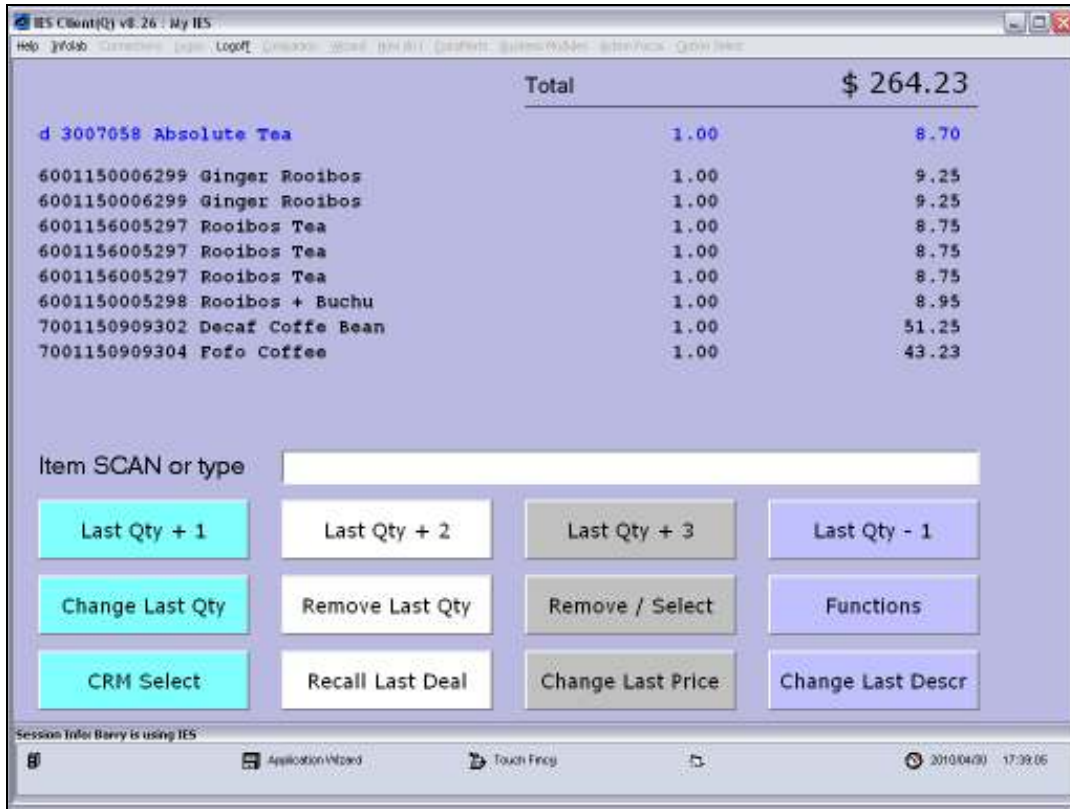 IES Client(Q) v8.26 : My IES
Help Infolab Logoff
Total $ 264.23
d 3007058 Absolute Tea 1.00 8.70
6001150006299 Ginger Rooibos 1.00 9.25
6001150006299 Ginger Rooibos 1.00 9.25
6001156005297 Rooibos Tea 1.00 8.75
6001156005297 Rooibos Tea 1.00 8.75
6001156005297 Rooibos Tea 1.00 8.75
6001150005298 Rooibos + Buchu 1.00 8.95
7001150909302 Decaf Coffe Bean 1.00 51.25
7001150909304 Fofo Coffee 1.00 43.23
Item SCAN or type
Last Qty + 1 Last Qty + 2 Last Qty + 3 Last Qty - 1
Change Last Qty Remove Last Qty Remove / Select Functions
CRM Select Recall Last Deal Change Last Price Change Last Descr
Session Info: Barry is using IES
Application Wizard Touch 2010/04/30 17:39:05